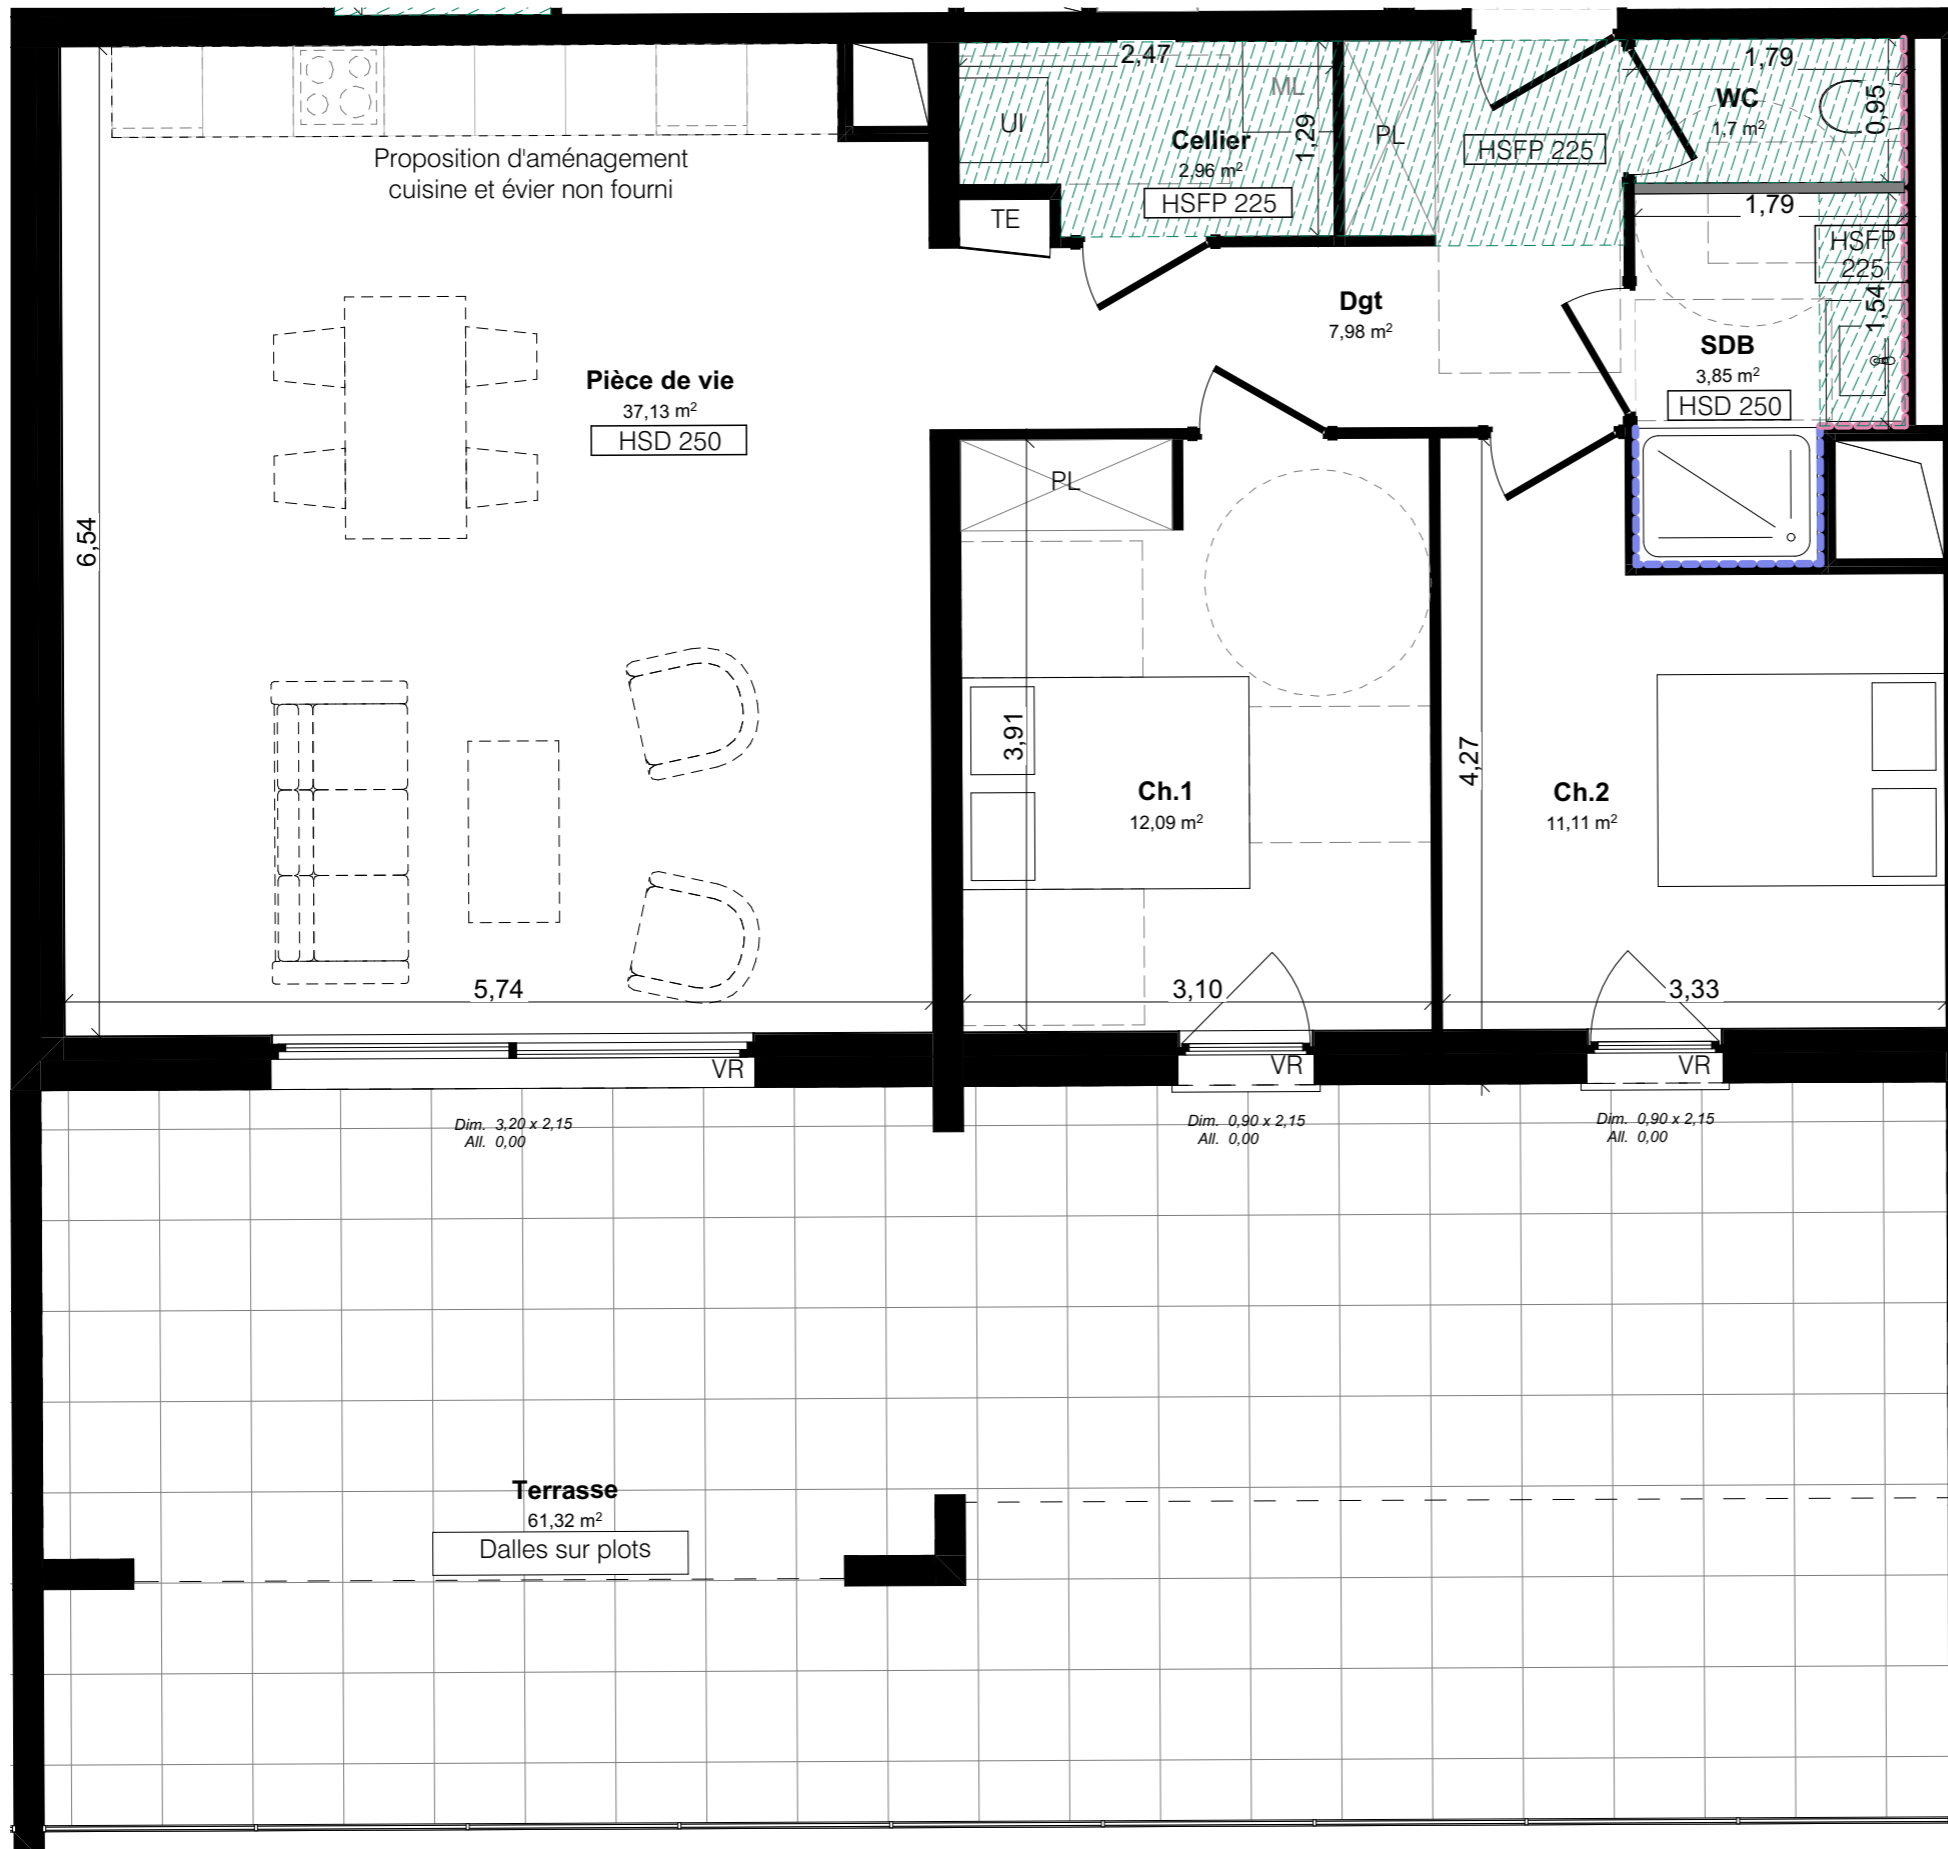 2,47
1,79
ML
WC
1,7 m²
0,95
UI
Cellier
2,96 m²
1,29
PL
HSFP 225
HSFP 225
TE
1,79
HSFP
225
1,54
Proposition d'aménagement
cuisine et évier non fourni
Dgt
7,98 m²
SDB
3,85 m²
HSD 250
Pièce de vie
37,13 m²
HSD 250
PL
6,54
3,91
4,27
Ch.1
12,09 m²
Ch.2
11,11 m²
5,74
3,10
3,33
VR
VR
VR
Dim. 3,20 x 2,15
All. 0,00
Dim. 0,90 x 2,15
All. 0,00
Dim. 0,90 x 2,15
All. 0,00
Terrasse
61,32 m²
Dalles sur plots